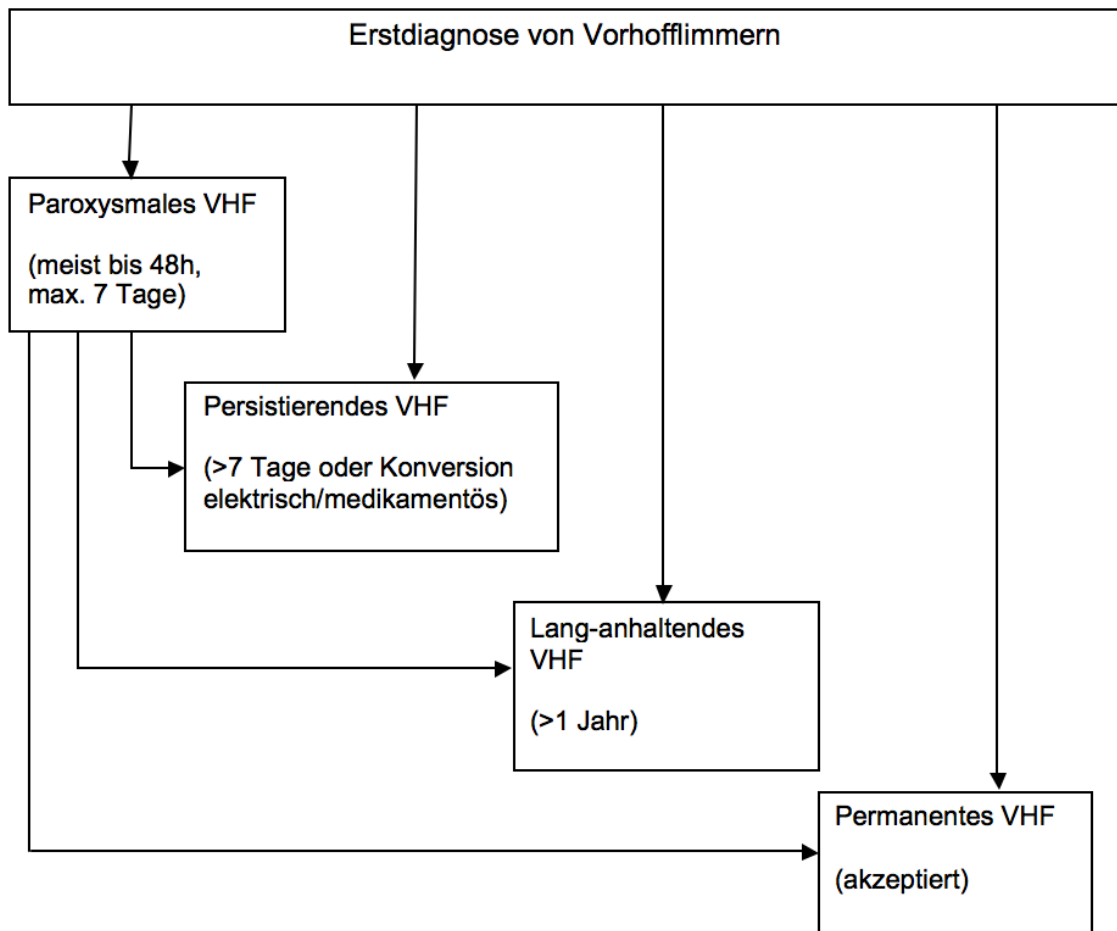 Erstdiagnose von Vorhofflimmern
Paroxysmales VHF
(meist bis 48h,
max. 7 Tage)
Persistierendes VHF
(>7 Tage oder Konversion
elektrisch/medikamentös)
Lang-anhaltendes
VHF
(>1 Jahr)
Permanentes VHF
(akzeptiert)